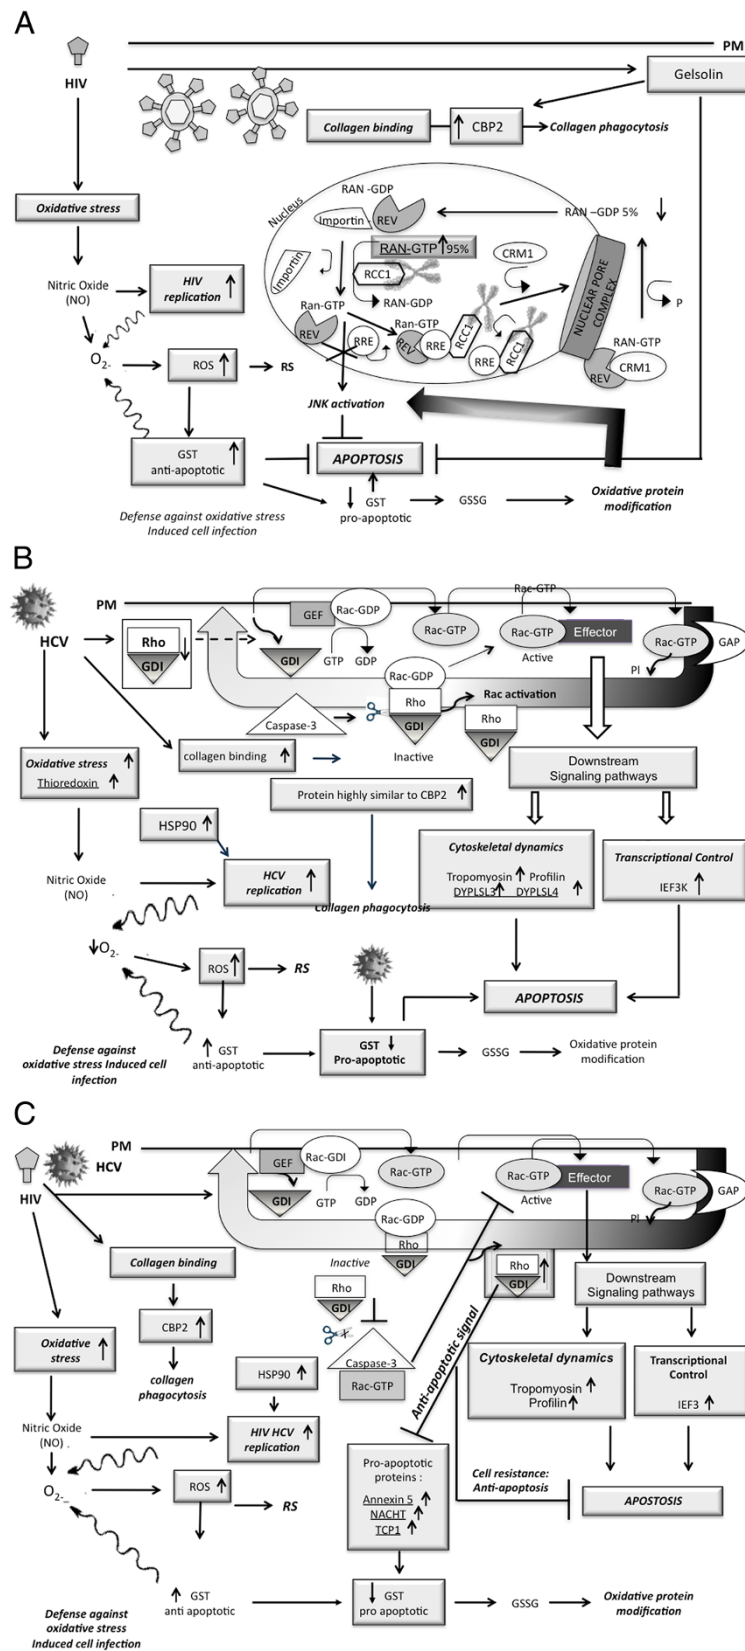 A
PM
HIV
Gelsolin
Collagen binding
CBP2
Collagen phagocytosis
Oxidative stress
Nucleus
RAN -GDP
Importin
REV
RAN –GDP 5%
RAN-GTP 95%
CRM1
Importin
RCC1
RAN-GDP
NUCLEAR PORE
COMPLEX
P
Nitric Oxide
(NO)
HIV
replication
Ran-GTP
REV
RRE
Ran-GTP
REV
RRE
RCC1
RRE
RCC1
RAN-GTP
REV
CRM1
O2-
ROS
RS
JNK activation
GST
anti-apoptotic
APOPTOSIS
GST
pro-apoptotic
GSSG
Oxidative protein
modification
Defense against oxidative stress
Induced cell infection
B
PM
HCV
Rho
GDI
GEF
Rac-GDP
GDI
GTP
GDP
Rac-GTP
Rac-GTP
Rac-GTP
Effector
Active
Rac-GTP
GAP
PI
Rac-GDP
Rho
GDI
Inactive
Rac activation
Rho
GDI
Caspase-3
Oxidative stress
Thioredoxin
collagen binding
Downstream
Signaling pathways
Protein highly similar to CBP2
HSP90
Cytoskeletal dynamics
Tropomyosin Profilin
DYPLSL3 DYPLSL4
Transcriptional Control
IEF3K
Nitric Oxide
(NO)
HCV
replication
Collagen phagocytosis
O2-
ROS
RS
APOPTOSIS
Defense against
oxidative stress Induced cell
infection
GST
anti-apoptotic
GST
Pro-apoptotic
GSSG
Oxidative protein
modification
C
PM
HCV
HIV
GEF
Rac-GDI
GDI
GTP
GDP
Rac-GTP
Rac-GTP
Effector
Active
Rac-GTP
GAP
PI
Rac-GDP
Rho
GDI
Inactive
Rho
GDI
Rho
GDI
Collagen binding
CBP2
collagen
phagocytosis
Oxidative
stress
Caspase-3
Rac-GTP
Anti-apoptotic signal
Downstream
Signaling pathways
Cytoskeletal dynamics
Tropomyosin
Profilin
Transcriptional
Control
IEF3
HSP90
Nitric Oxide
(NO) .
HIV HCV
replication
Pro-apoptotic
proteins :
Annexin 5
NACHT
TCP1
Cell resistance:
Anti-apoptosis
APOSTOSIS
O2-
ROS
RS
Defense against
oxidative stress
Induced cell infection
GST
anti apoptotic
GST
pro apoptotic
GSSG
Oxidative protein
modification